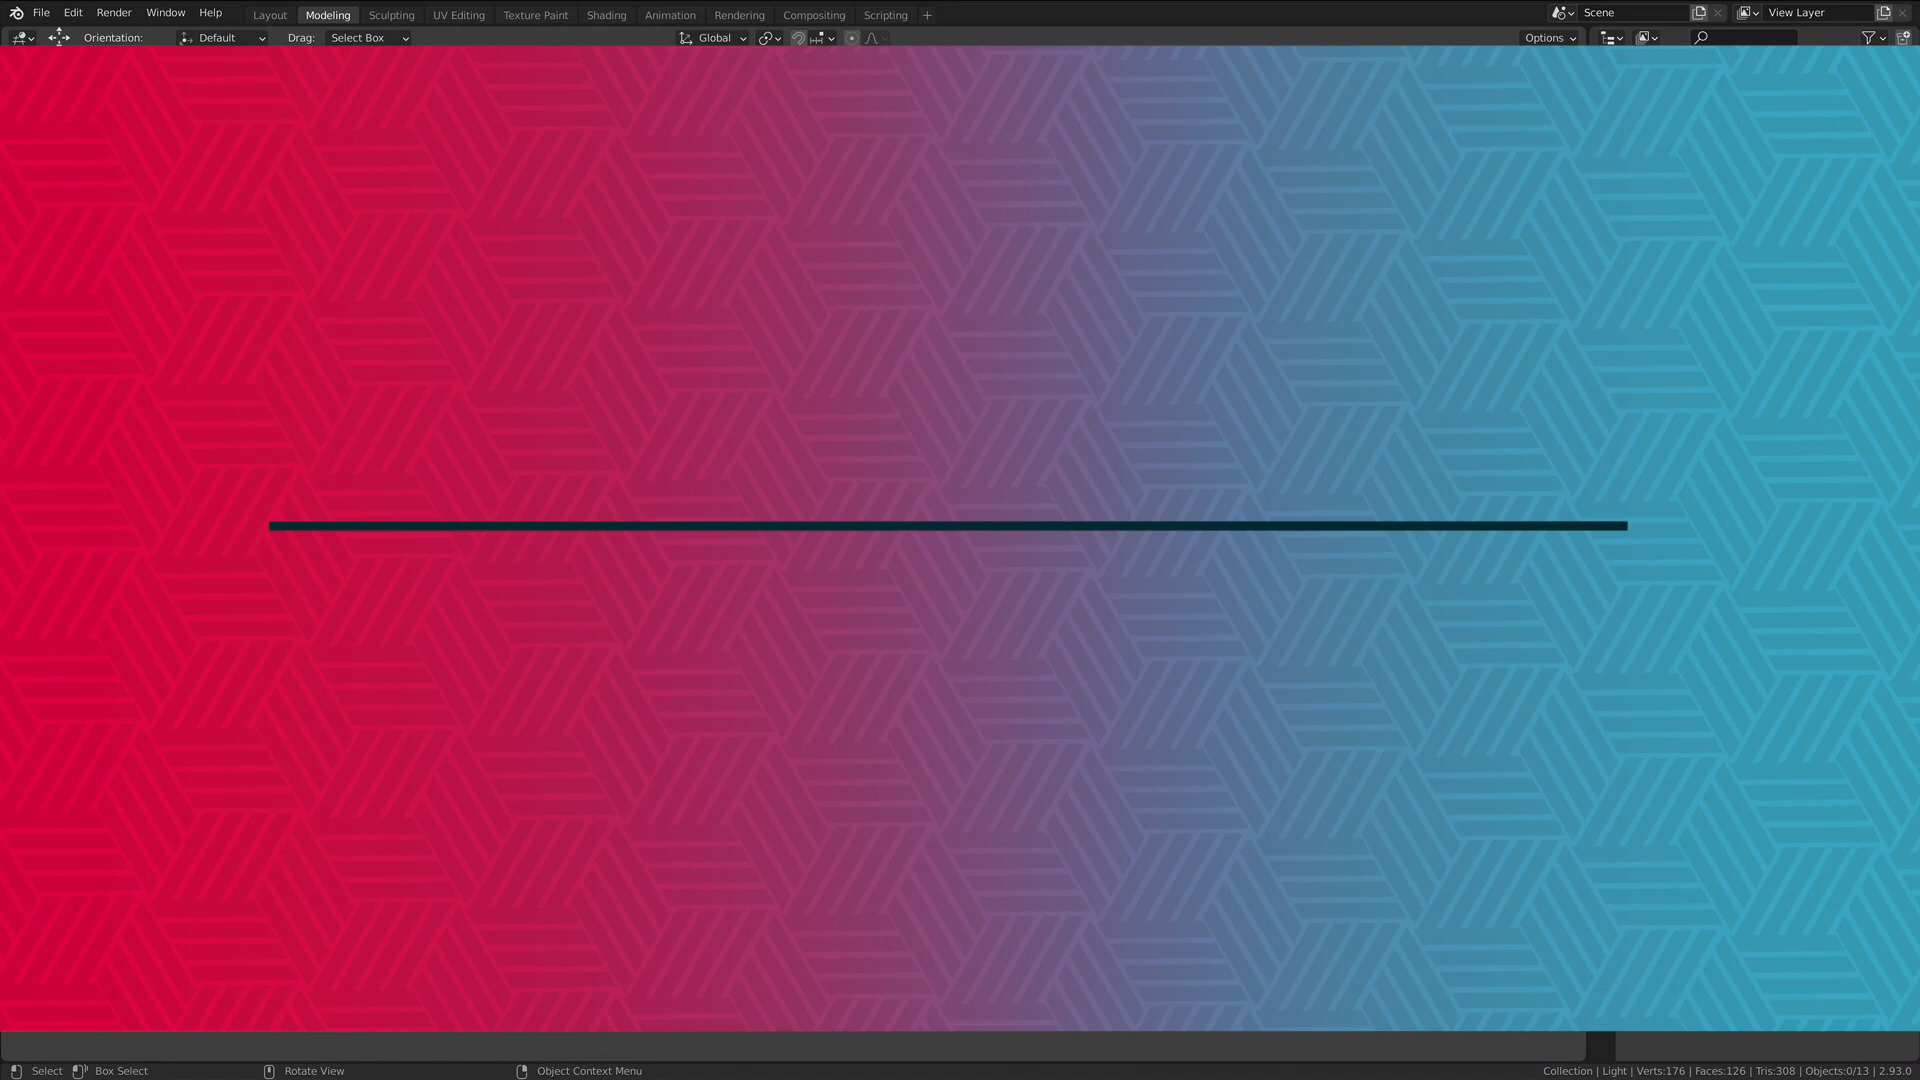 File Edit Render Window Help Layout Modeling Sculpting UV Editing Texture Paint Shading Animation Rendering Compositing Scripting + Scene View Layer
Orientation: Default Drag: Select Box Global Options
Select Box Select Rotate View Object Context Menu Collection | Light | Verts:176 | Faces:126 | Tris:308 | Objects:0/13 | 2.93.0